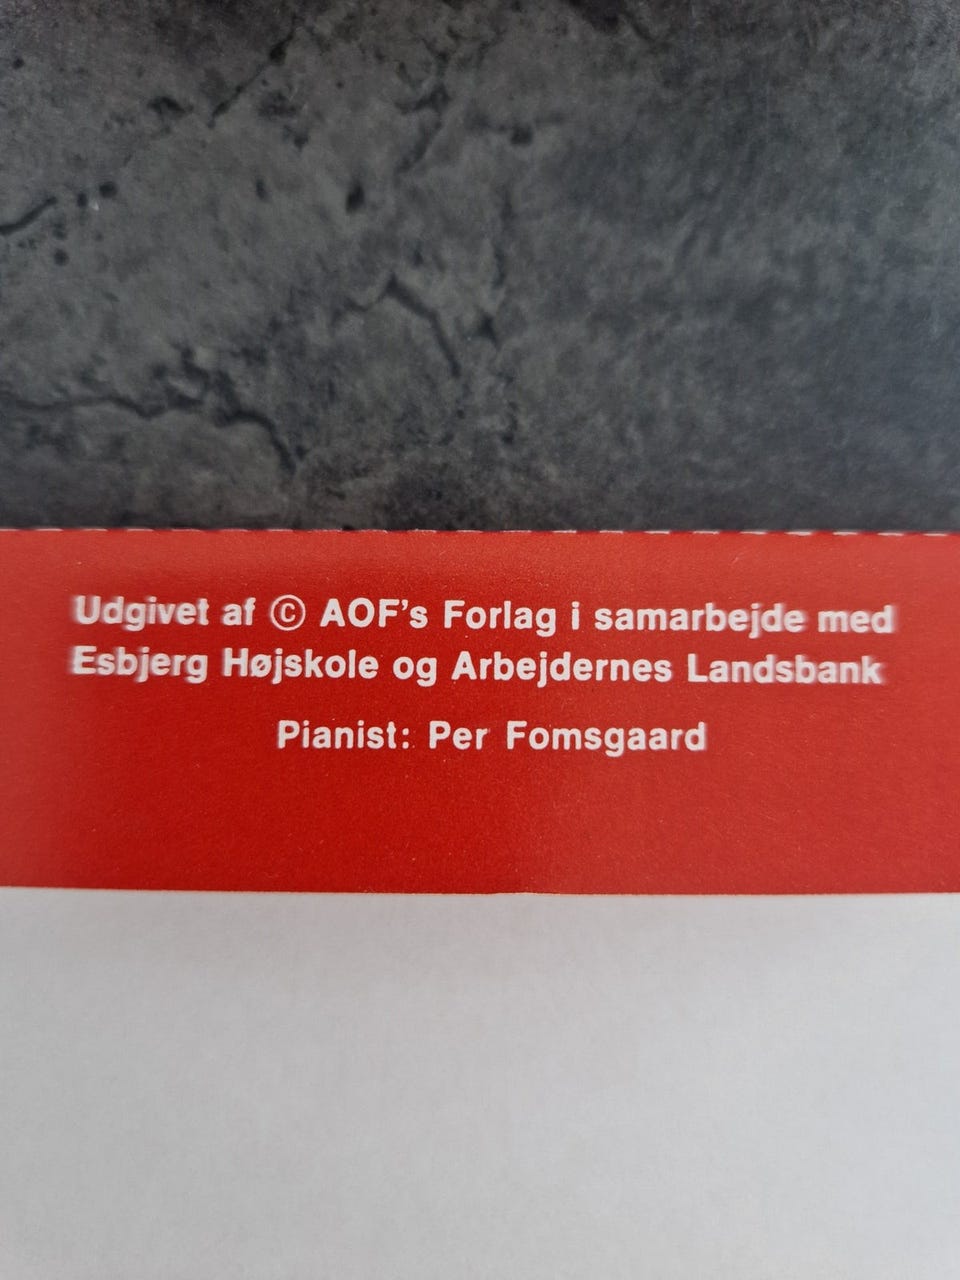 Udgivet af © AOF's Forlag i samarbejde med
Esbjerg Højskole og Arbejdernes Landsbank
Pianist: Per Fomsgaard